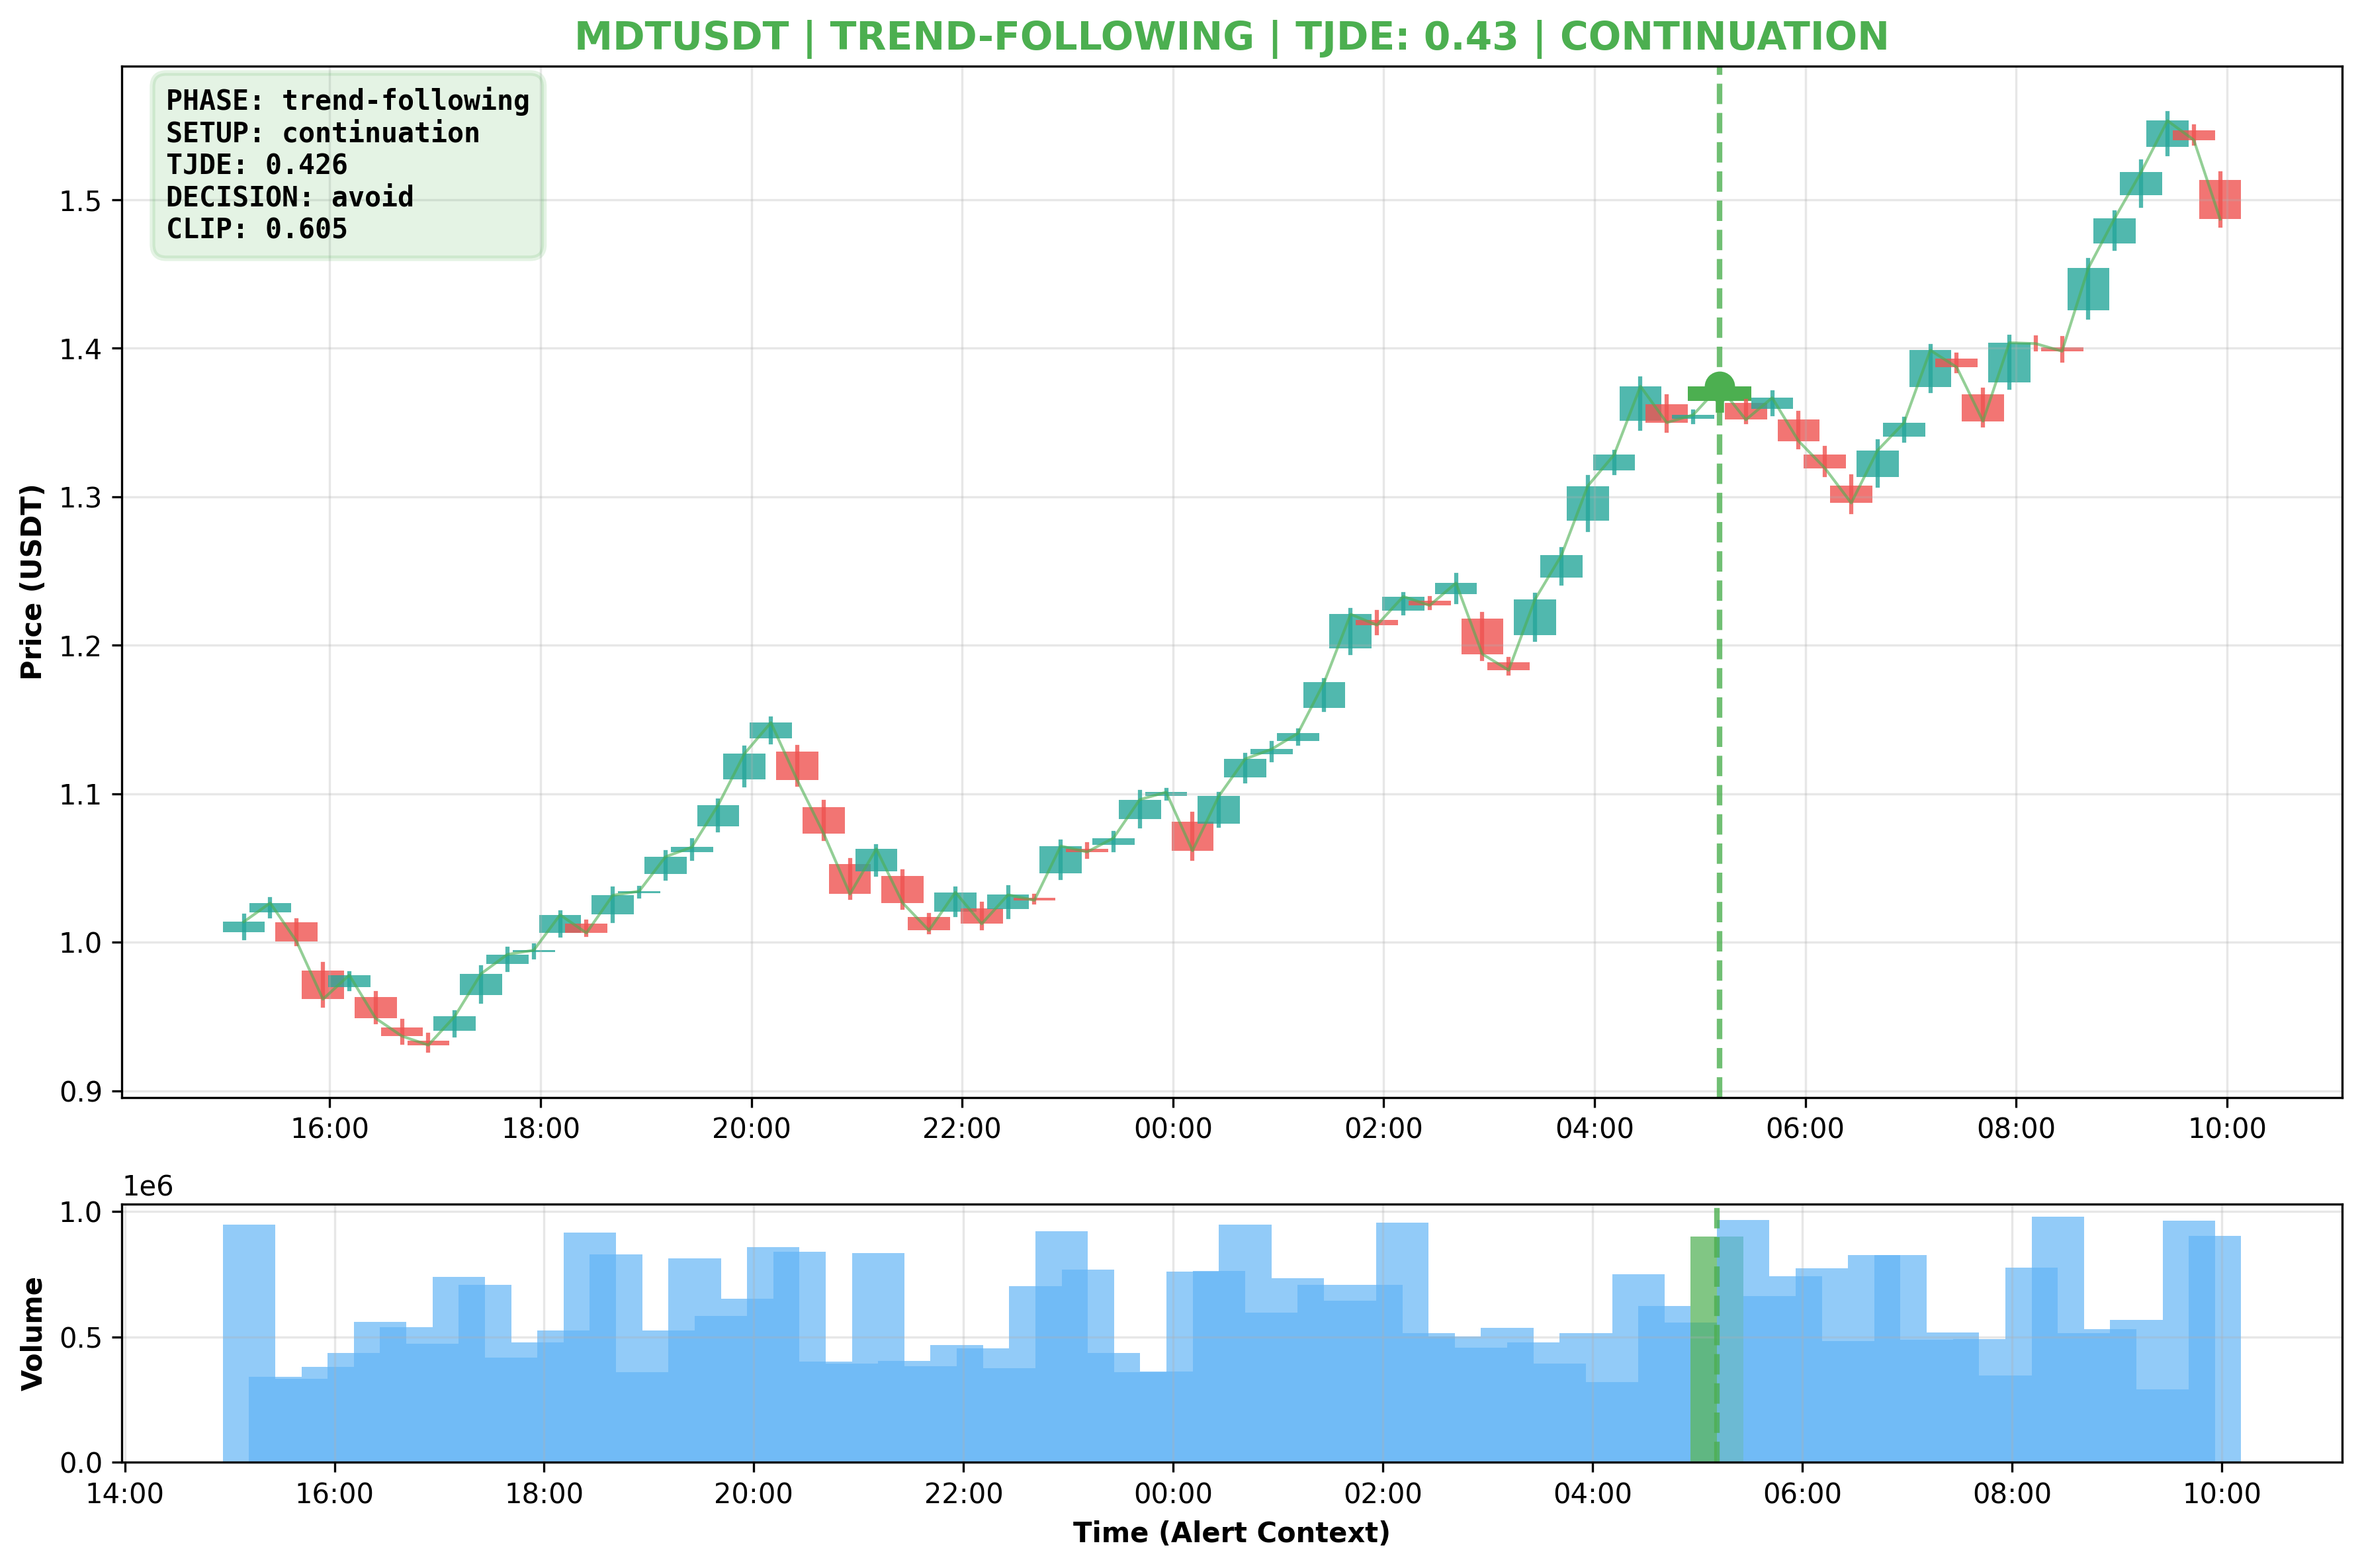 MDTUSDT | TREND-FOLLOWING | TJDE: 0.43 | CONTINUATION
PHASE: trend-following
SETUP: continuation
TJDE: 0.426
DECISION: avoid
CLIP: 0.605
Price (USDT)
1.5
1.4
1.3
1.2
1.1
1.0
0.9
16:00 18:00 20:00 22:00 00:00 02:00 04:00 06:00 08:00 10:00
1e6
Volume
1.0
0.5
0.0
14:00 16:00 18:00 20:00 22:00 00:00 02:00 04:00 06:00 08:00 10:00
Time (Alert Context)